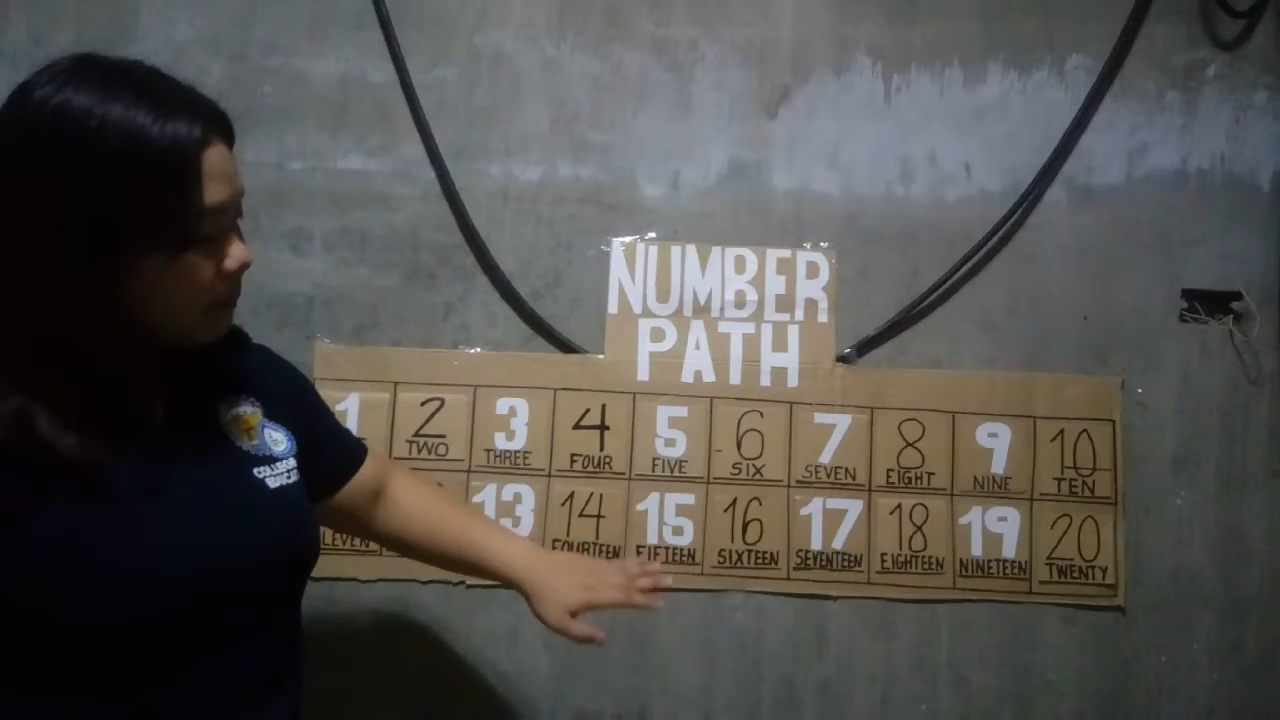 NUMBER
PATH
1 2 3 4 5 6 7 8 9 10
TWO THREE FOUR FIVE SIX SEVEN EIGHT NINE TEN
13 14 15 16 17 18 19 20
FOURTEEN FIFTEEN SIXTEEN SEVENTEEN EIGHTEEN NINETEEN TWENTY
COLLEGE